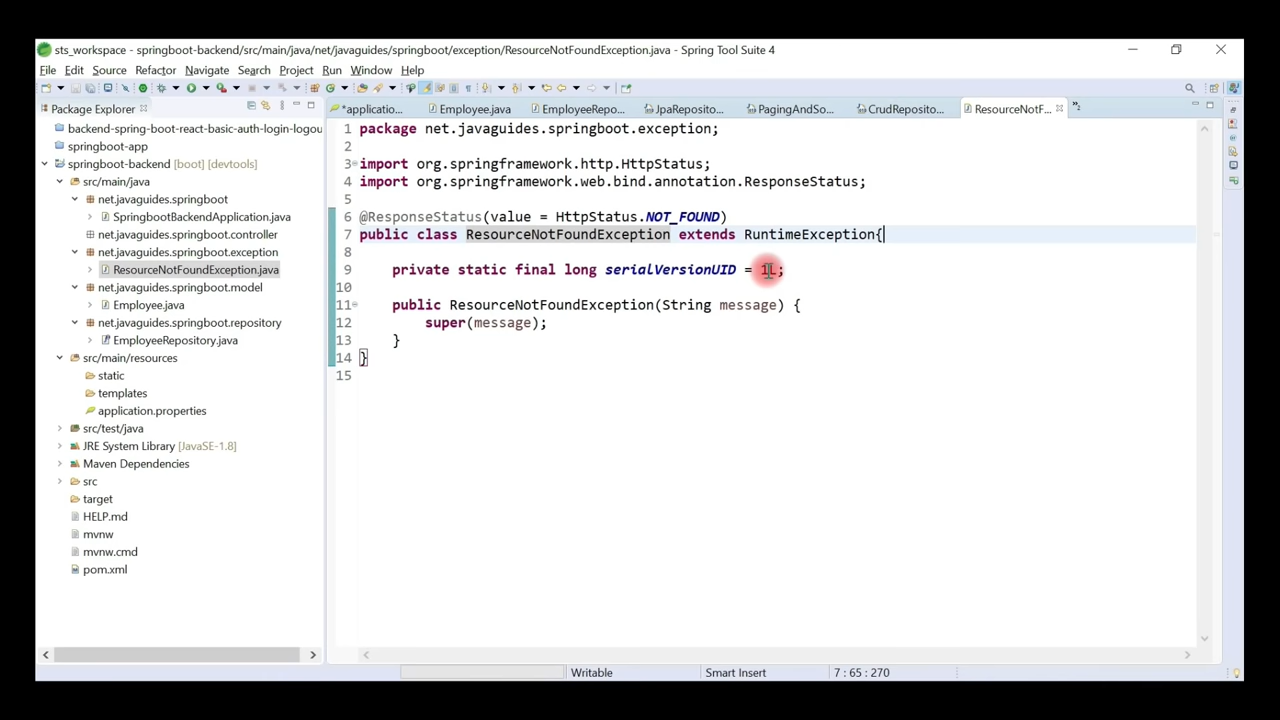 sts_workspace - springboot-backend/src/main/java/net/javaguides/springboot/exception/ResourceNotFoundException.java - Spring Tool Suite 4
File Edit Source Refactor Navigate Search Project Run Window Help
Package Explorer
*applicatio...
Employee.java
EmployeeRepo...
JpaReposito...
PagingAndSo...
CrudReposito...
ResourceNotF...
backend-spring-boot-react-basic-auth-login-logou
springboot-app
springboot-backend [boot] [devtools]
src/main/java
net.javaguides.springboot
SpringbootBackendApplication.java
net.javaguides.springboot.controller
net.javaguides.springboot.exception
ResourceNotFoundException.java
net.javaguides.springboot.model
Employee.java
net.javaguides.springboot.repository
EmployeeRepository.java
src/main/resources
static
templates
application.properties
src/test/java
JRE System Library [JavaSE-1.8]
Maven Dependencies
src
target
HELP.md
mvnw
mvnw.cmd
pom.xml
1 package net.javaguides.springboot.exception;
2
3 import org.springframework.http.HttpStatus;
4 import org.springframework.web.bind.annotation.ResponseStatus;
5
6 @ResponseStatus(value = HttpStatus.NOT_FOUND)
7 public class ResourceNotFoundException extends RuntimeException{
8
9 private static final long serialVersionUID = 1L;
10
11 public ResourceNotFoundException(String message) {
12 super(message);
13 }
14 }
15
Writable
Smart Insert
7 : 65 : 270